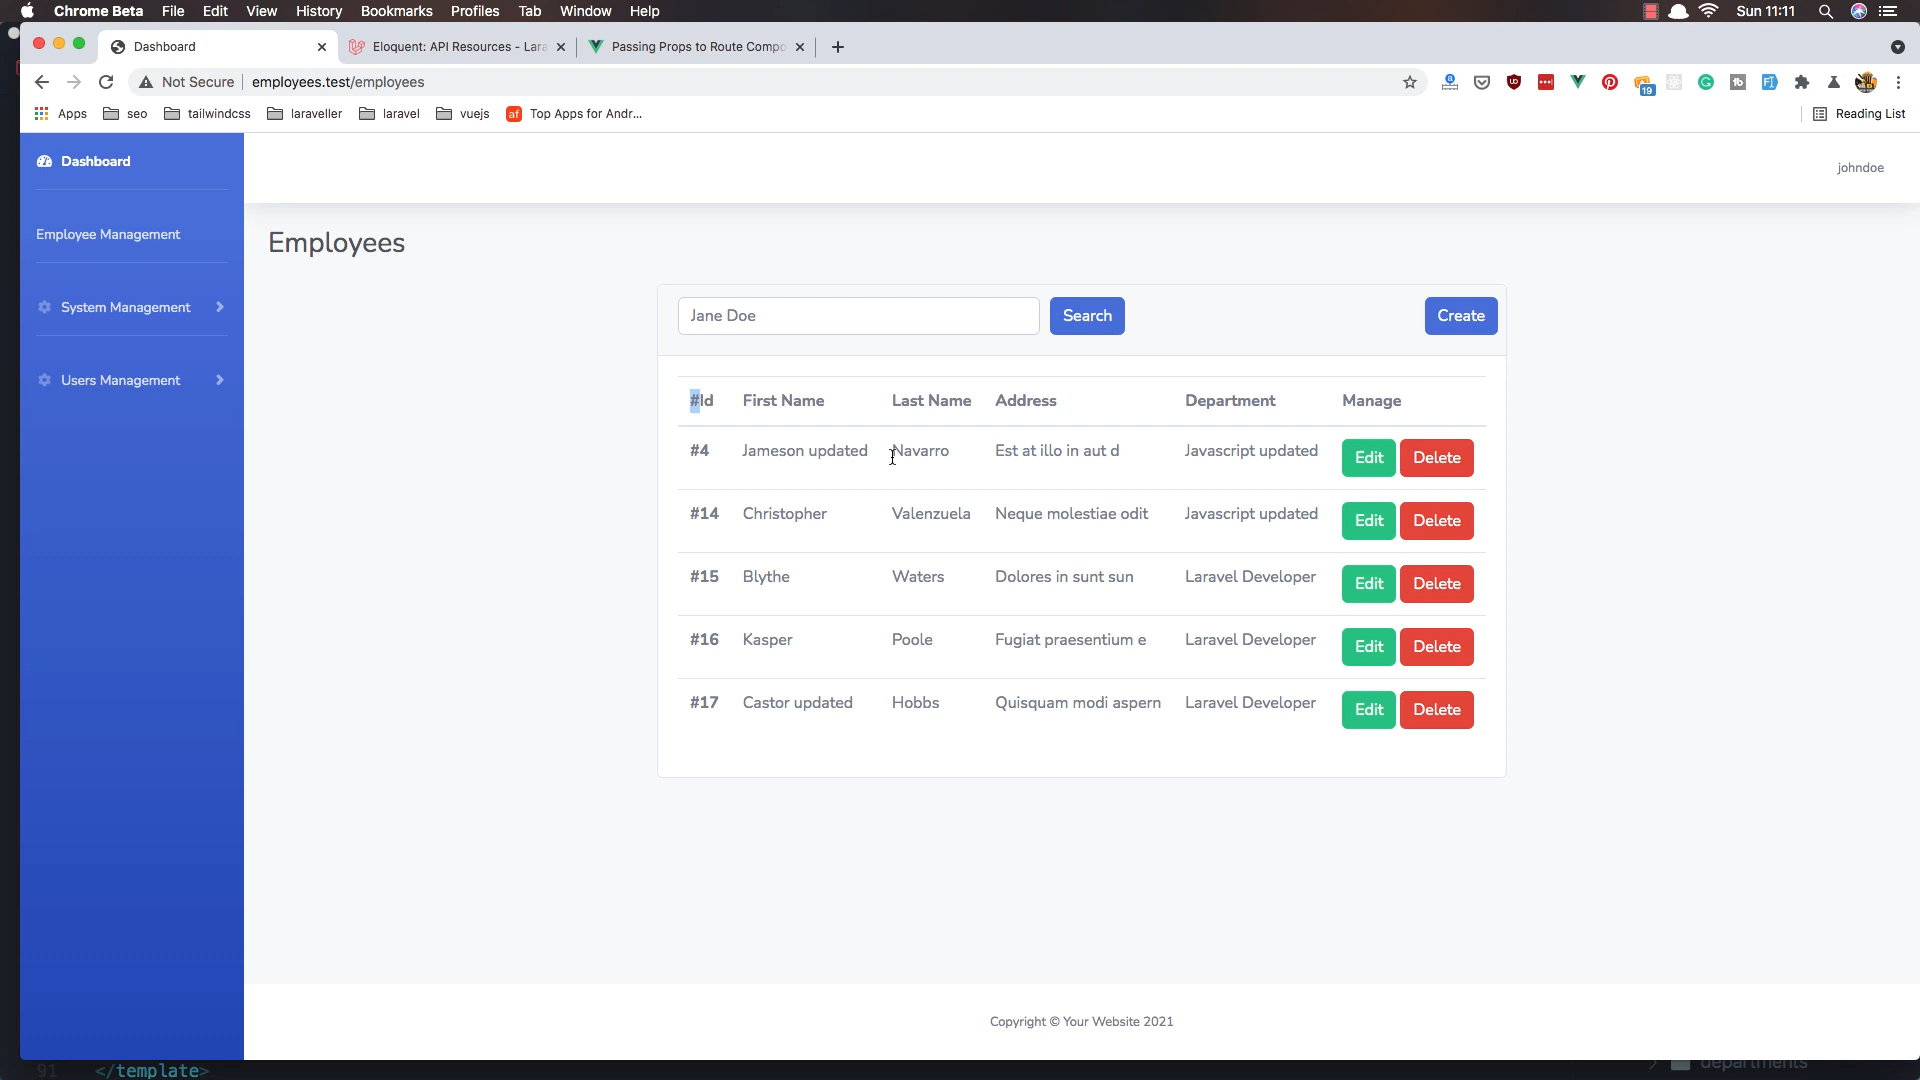 Chrome Beta File Edit View History Bookmarks Profiles Tab Window Help Sun 11:11
Dashboard Eloquent: API Resources - Lara Passing Props to Route Compo
Not Secure employees.test/employees 19
Apps seo tailwindcss laraveller laravel vuejs af Top Apps for Andr... Reading List
Dashboard
johndoe
Employee Management
Employees
System Management
Jane Doe Search Create
Users Management
#Id First Name Last Name Address Department Manage
#4 Jameson updated Navarro Est at illo in aut d Javascript updated Edit Delete
#14 Christopher Valenzuela Neque molestiae odit Javascript updated Edit Delete
#15 Blythe Waters Dolores in sunt sun Laravel Developer Edit Delete
#16 Kasper Poole Fugiat praesentium e Laravel Developer Edit Delete
#17 Castor updated Hobbs Quisquam modi aspern Laravel Developer Edit Delete
Copyright © Your Website 2021
91 </template> departments